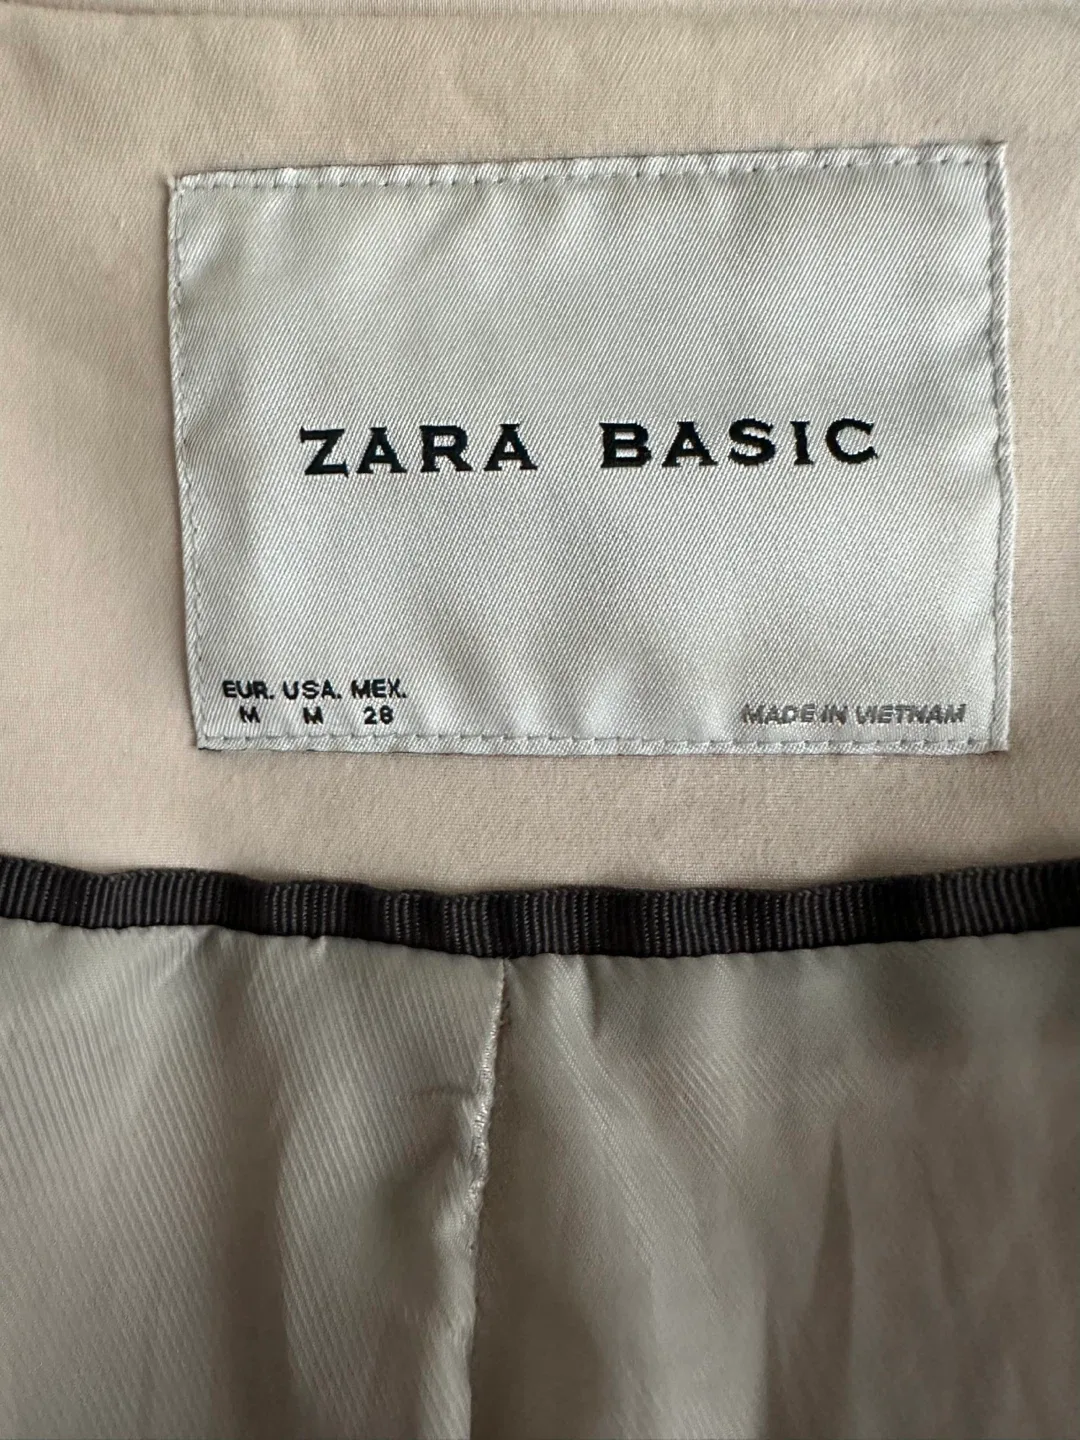 ZARA BASIC
EUR. USA. MEX.
M M 28
MADE IN VIETNAM